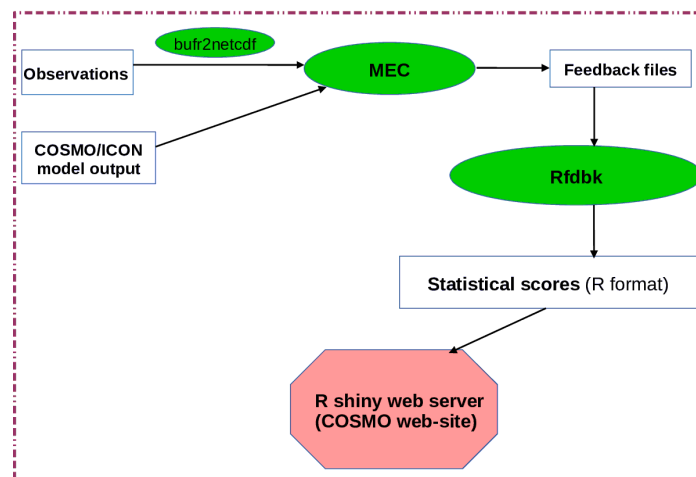 bufr2netcdf
Observations
MEC
Feedback files
COSMO/ICON
model output
Rfdbk
Statistical scores (R format)
R shiny web server
(COSMO web-site)